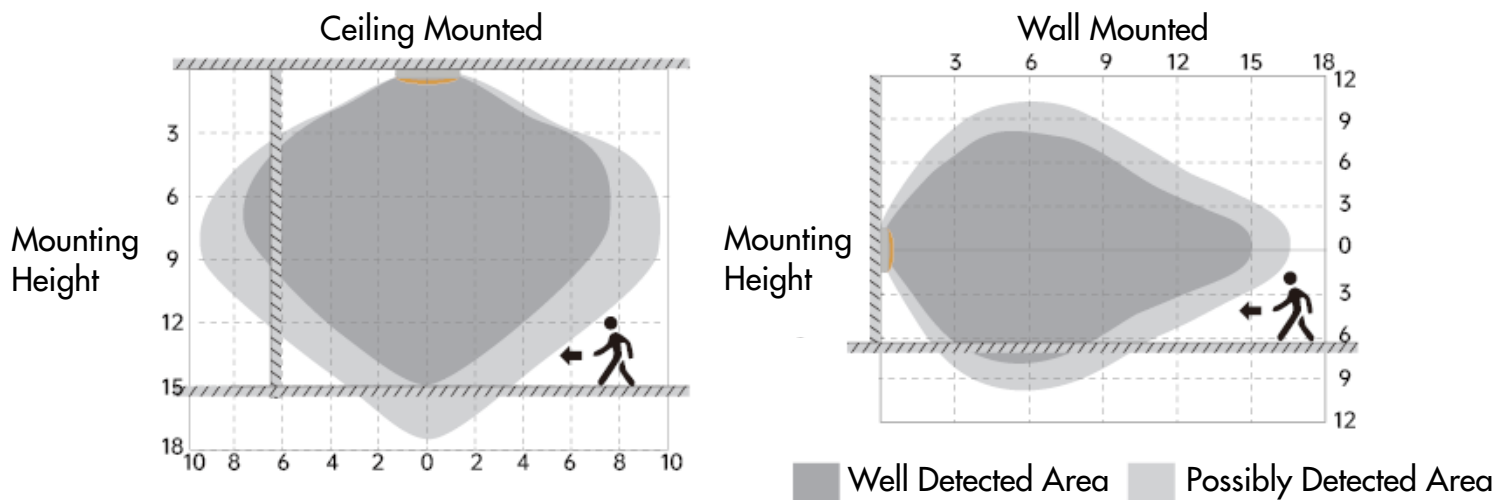 Ceiling Mounted
3
6
9
12
15
18
Mounting
Height
10 8 6 4 2 0 2 4 6 8 10
Wall Mounted
3 6 9 12 15 18
12
9
6
3
0
3
6
9
12
Mounting
Height
Well Detected Area
Possibly Detected Area